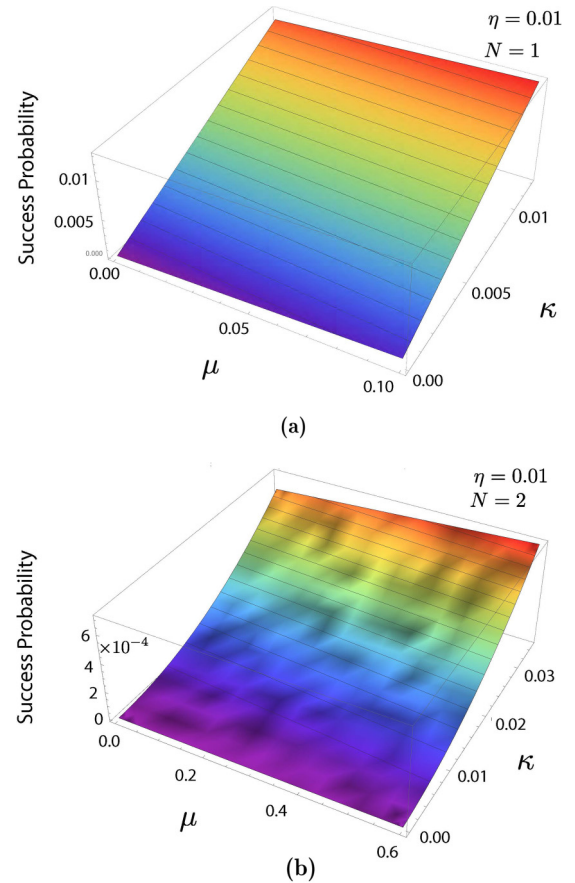 η = 0.01
N = 1
Success Probability
0.01
0.005
0.000
0.00
0.05
0.10
μ
0.01
0.005
0.00
κ
(a)
η = 0.01
N = 2
Success Probability
6
×10⁻⁴
4
2
0
0.0
0.2
0.4
0.6
μ
0.03
0.02
0.01
0.00
κ
(b)